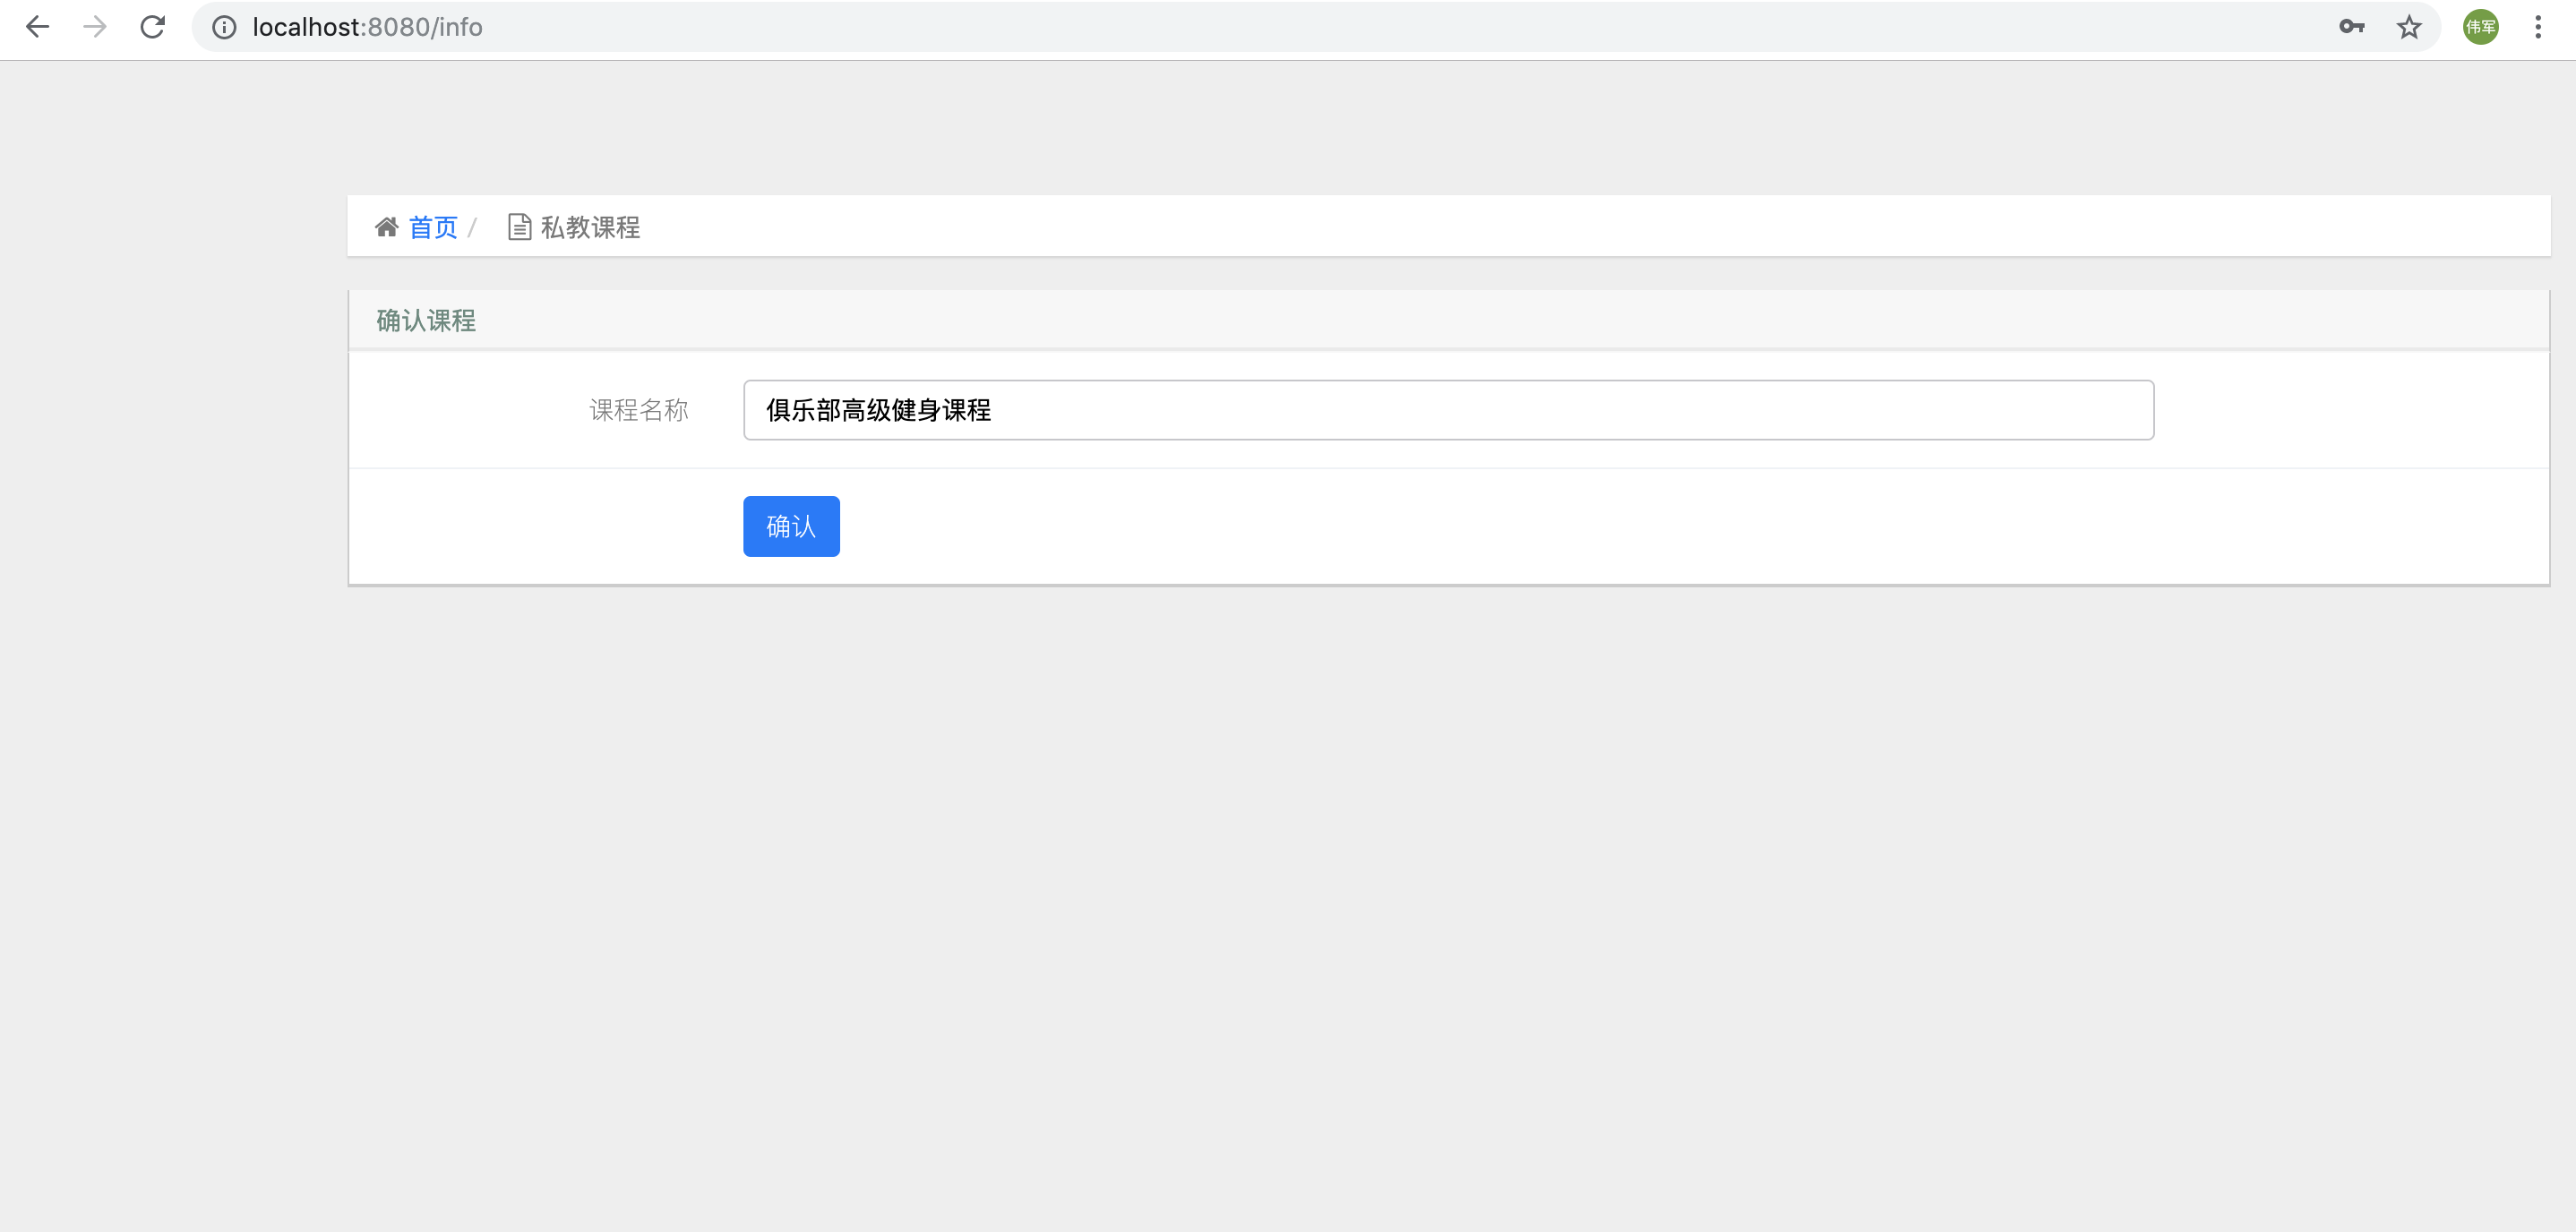 localhost:8080/info
伟军
首页 / 私教课程
确认课程
课程名称 俱乐部高级健身课程
确认